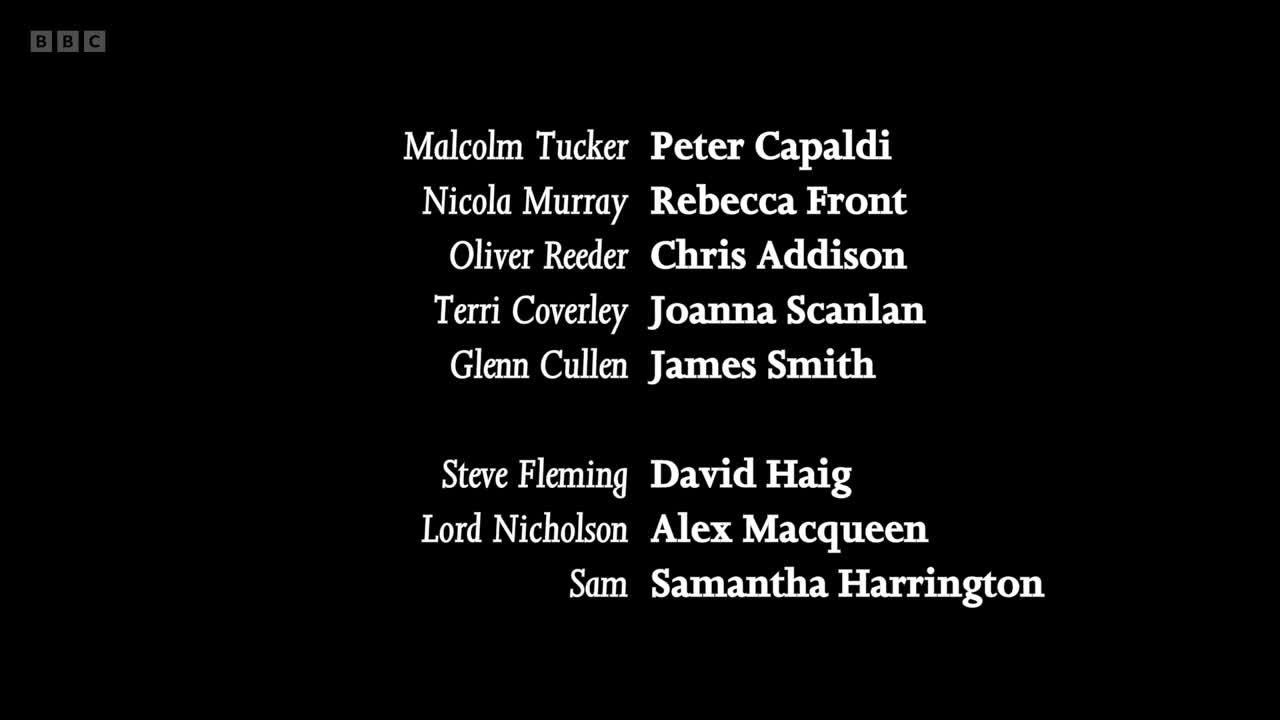 BBC
Malcolm Tucker Peter Capaldi
Nicola Murray Rebecca Front
Oliver Reeder Chris Addison
Terri Coverley Joanna Scanlan
Glenn Cullen James Smith
Steve Fleming David Haig
Lord Nicholson Alex Macqueen
Sam Samantha Harrington